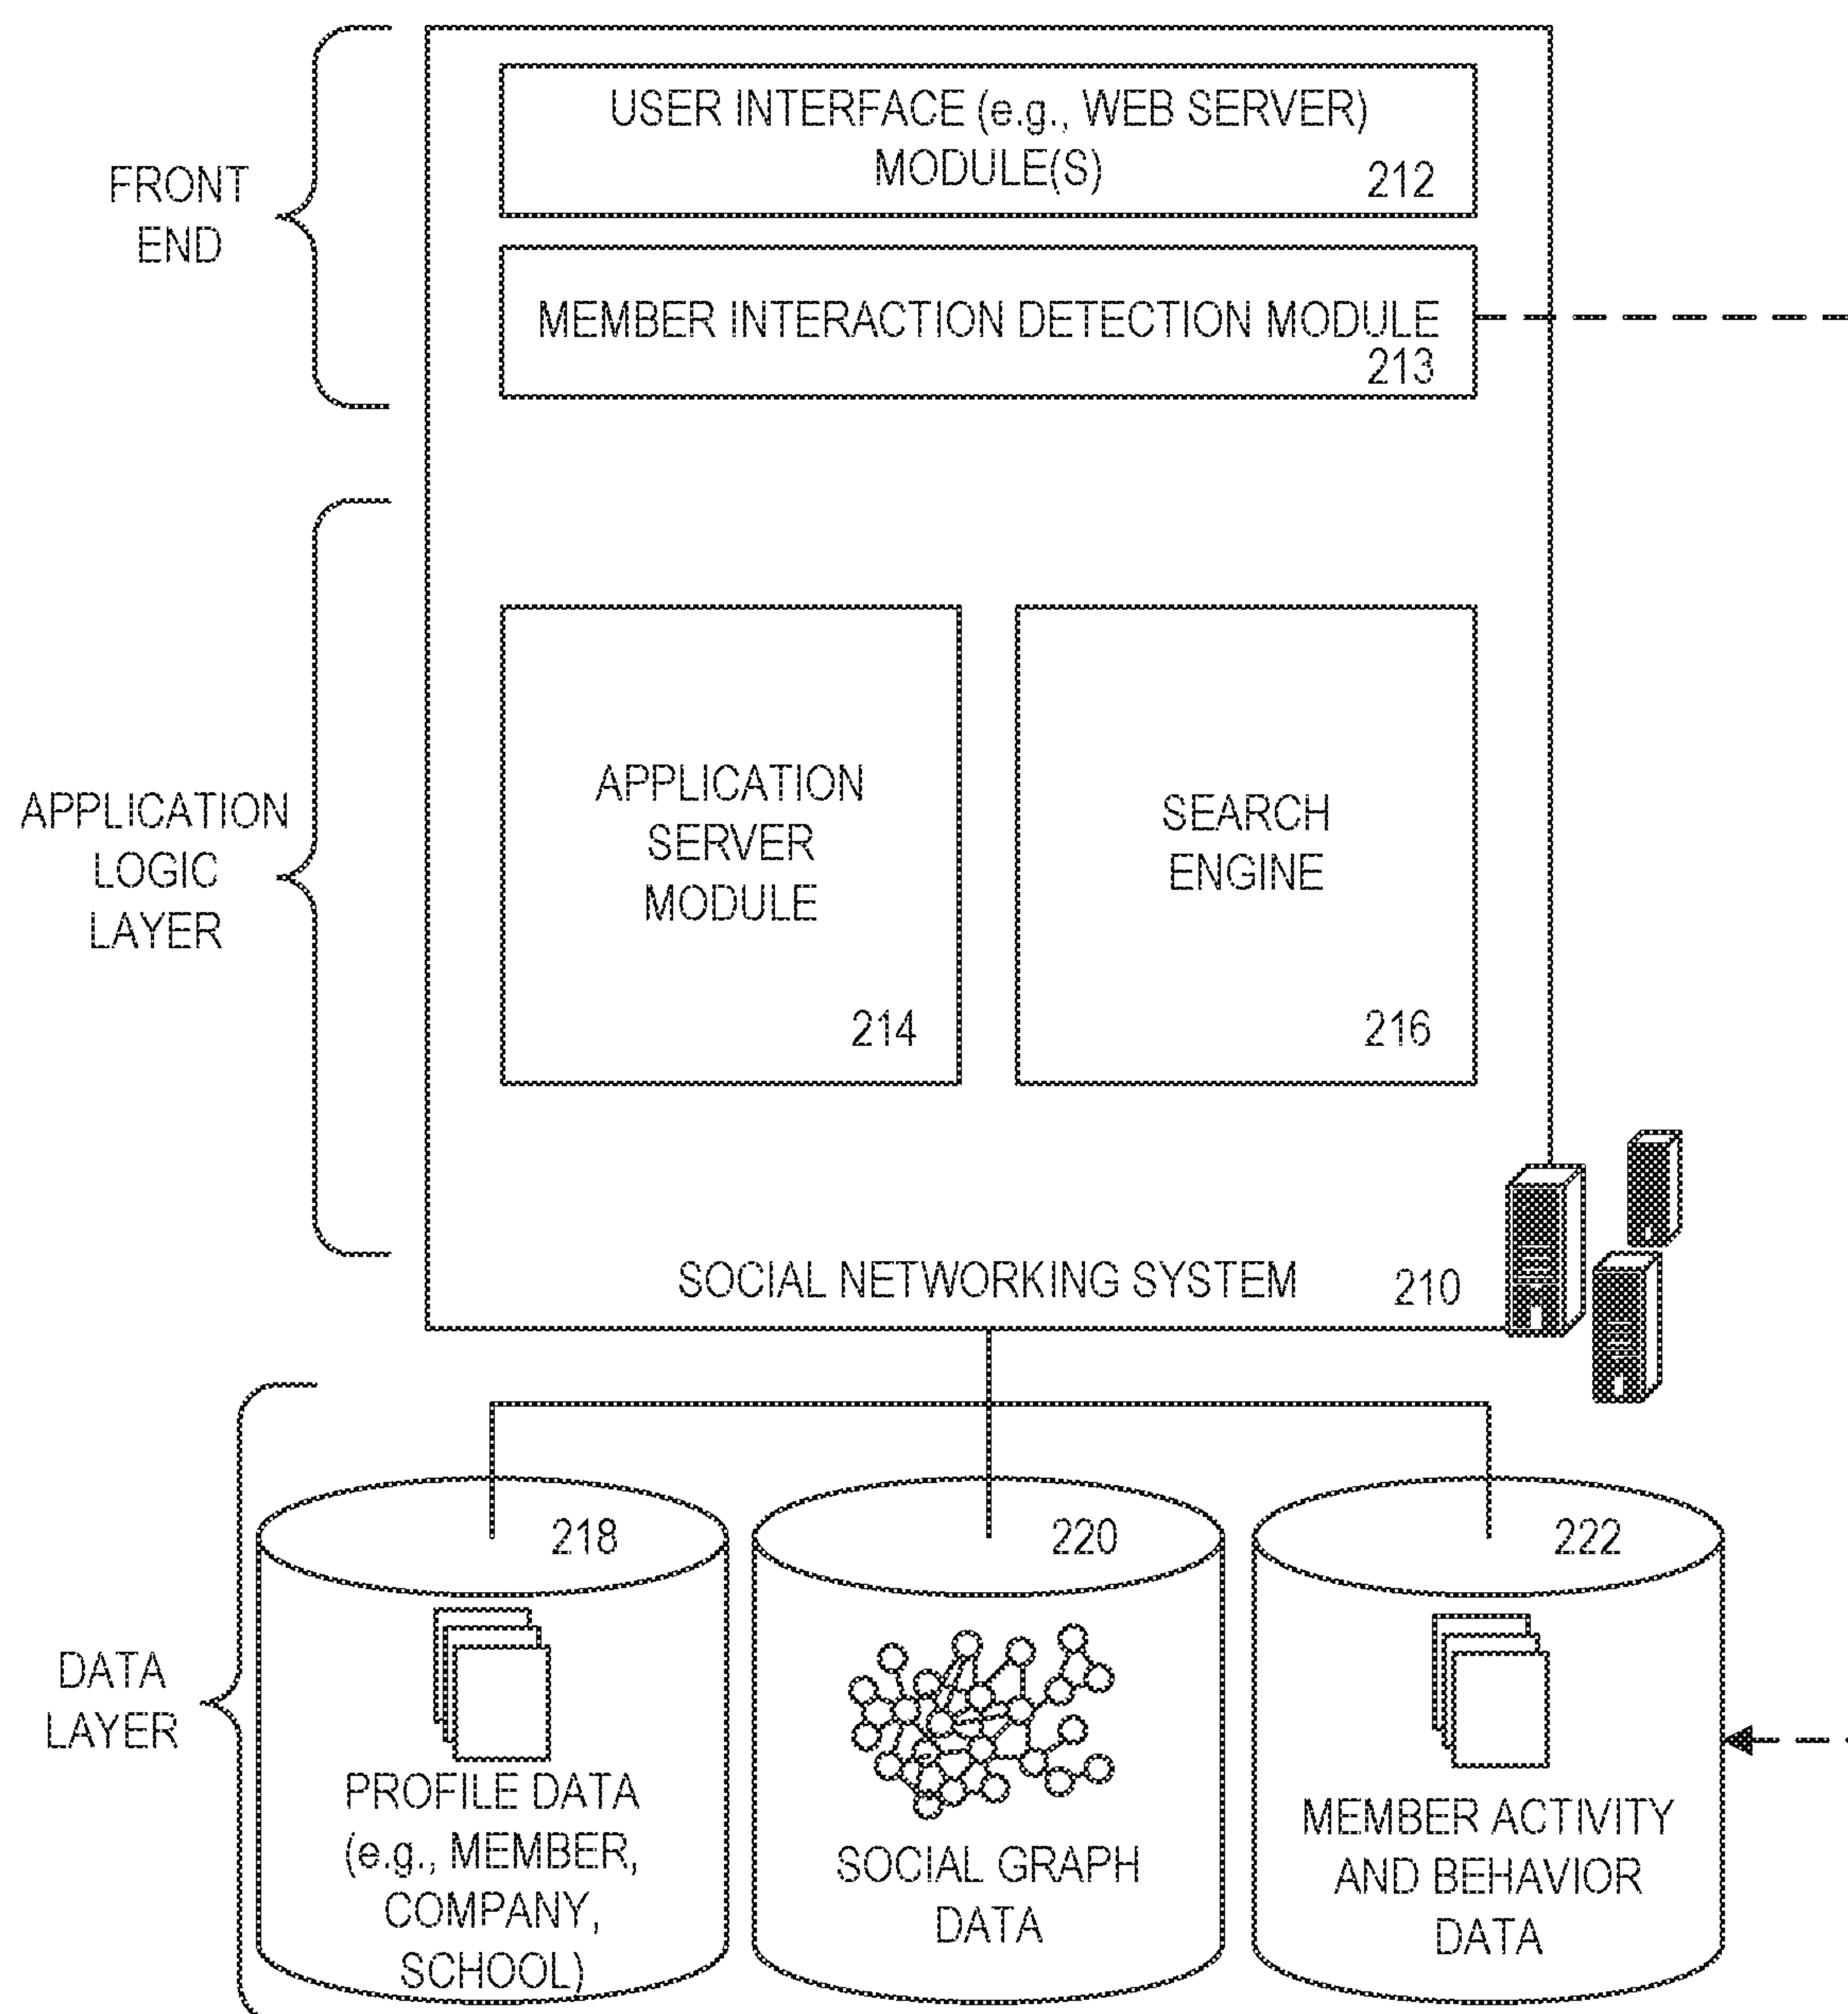 FRONT
END
USER INTERFACE (e.g., WEB SERVER)
MODULE(S)
212
MEMBER INTERACTION DETECTION MODULE
213
APPLICATION
LOGIC
LAYER
APPLICATION
SERVER
MODULE
214
SEARCH
ENGINE
216
SOCIAL NETWORKING SYSTEM
210
DATA
LAYER
218
PROFILE DATA
(e.g., MEMBER,
COMPANY,
SCHOOL)
220
SOCIAL GRAPH
DATA
222
MEMBER ACTIVITY
AND BEHAVIOR
DATA